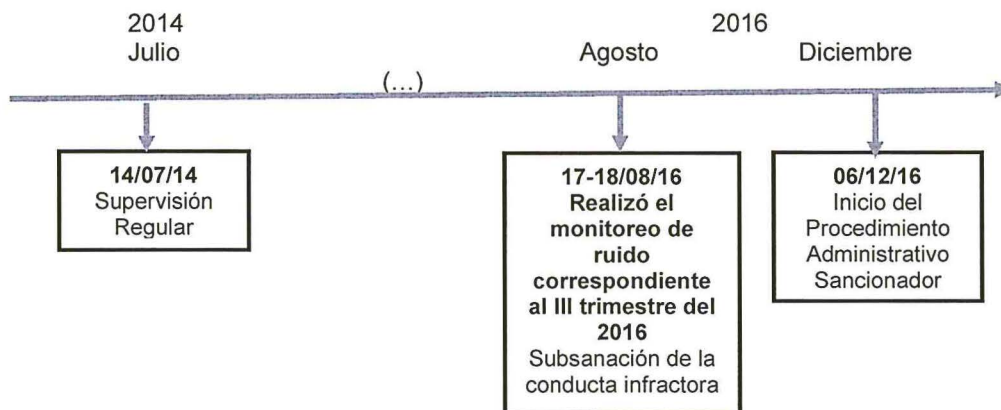 2014
2016
Julio
Agosto
Diciembre
(...)
14/07/14
Supervisión
Regular
17-18/08/16
Realizó el
monitoreo de
ruido
correspondiente
al III trimestre del
2016
Subsanación de la
conducta infractora
06/12/16
Inicio del
Procedimiento
Administrativo
Sancionador